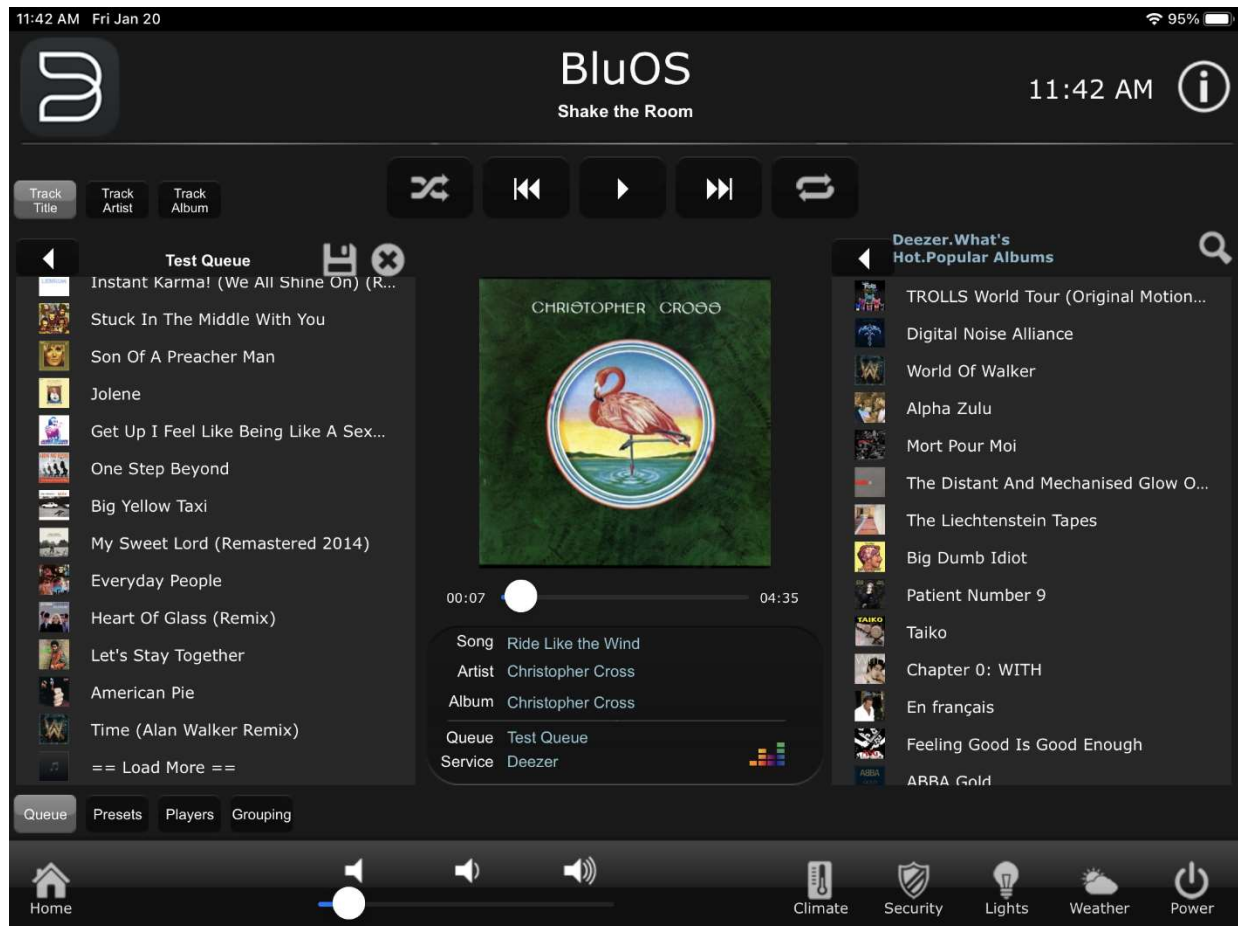 11:42 AM Fri Jan 20
95%
BluOS
Shake the Room
11:42 AM
Track Title
Track Artist
Track Album
Test Queue
Instant Karma! (We All Shine On) (R...
Stuck In The Middle With You
Son Of A Preacher Man
Jolene
Get Up I Feel Like Being Like A Sex...
One Step Beyond
Big Yellow Taxi
My Sweet Lord (Remastered 2014)
Everyday People
Heart Of Glass (Remix)
Let's Stay Together
American Pie
Time (Alan Walker Remix)
== Load More ==
CHRISTOPHER CROSS
00:07
04:35
Song Ride Like the Wind
Artist Christopher Cross
Album Christopher Cross
Queue Test Queue
Service Deezer
Deezer.What's
Hot.Popular Albums
TROLLS World Tour (Original Motion...
Digital Noise Alliance
World Of Walker
Alpha Zulu
Mort Pour Moi
The Distant And Mechanised Glow O...
The Liechtenstein Tapes
Big Dumb Idiot
Patient Number 9
TAIKO
Taiko
Chapter 0: WITH
En français
Feeling Good Is Good Enough
ABBA
ABBA Gold
Queue
Presets
Players
Grouping
Home
Climate
Security
Lights
Weather
Power